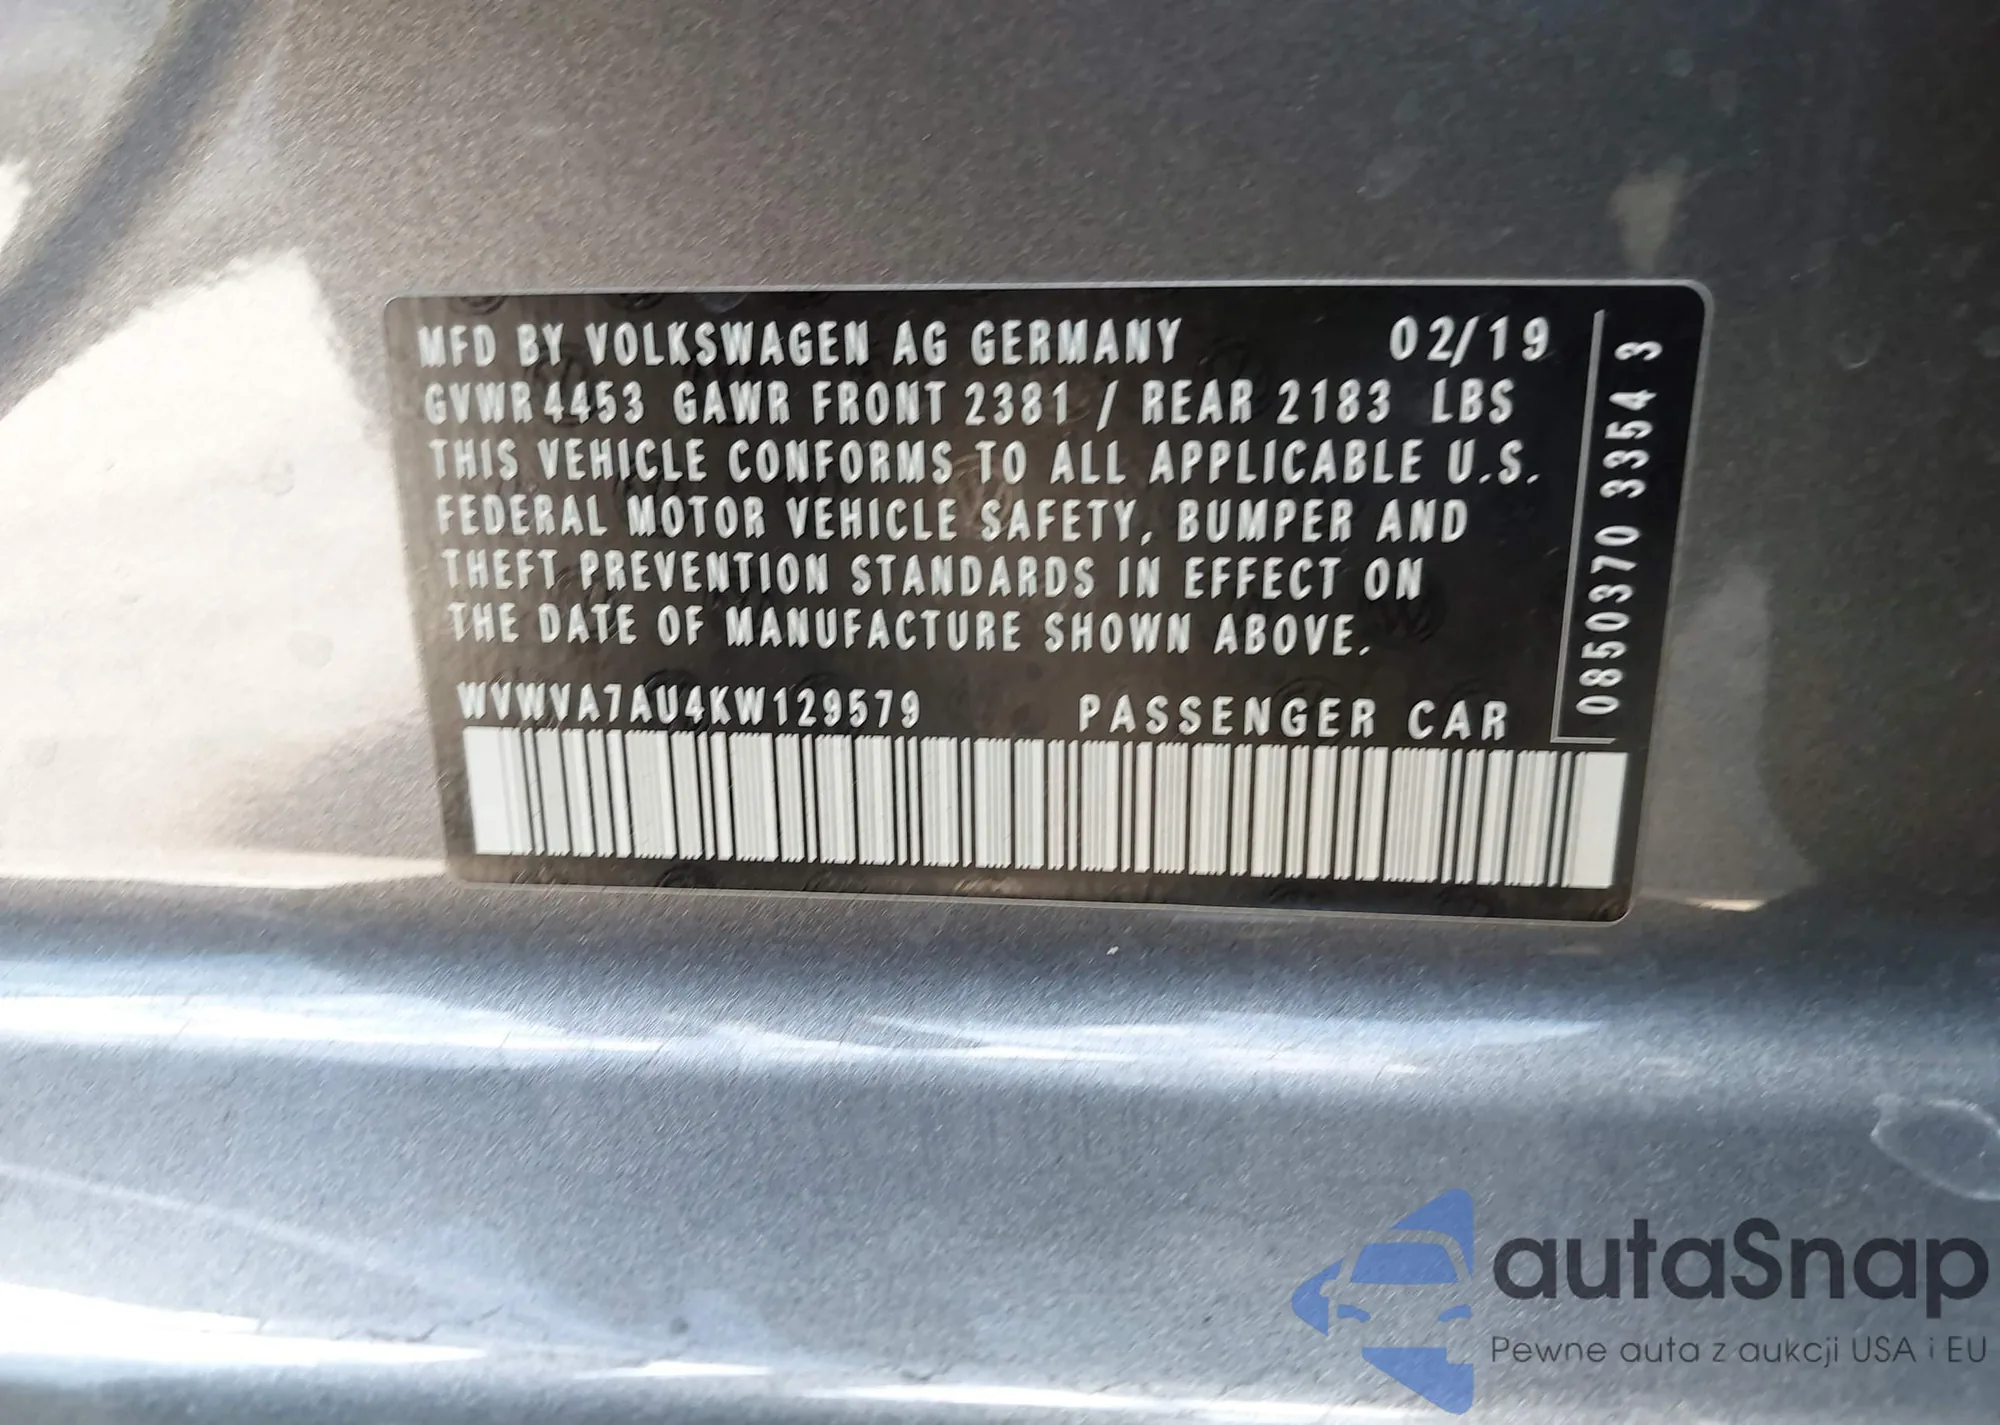 MFD BY VOLKSWAGEN AG GERMANY 02/19
GVWR 4453 GAWR FRONT 2381 / REAR 2183 LBS
THIS VEHICLE CONFORMS TO ALL APPLICABLE U.S.
FEDERAL MOTOR VEHICLE SAFETY, BUMPER AND
THEFT PREVENTION STANDARDS IN EFFECT ON
THE DATE OF MANUFACTURE SHOWN ABOVE.
WVWVA7AU4KW129579 PASSENGER CAR
0850370 3354 3
autaSnap
Pewne auta z aukcji USA i EU